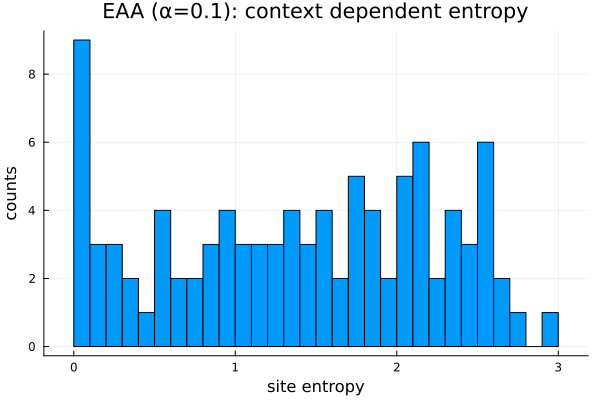 EAA (α=0.1): context dependent entropy
8
6
4
2
0
counts
0 1 2 3
site entropy